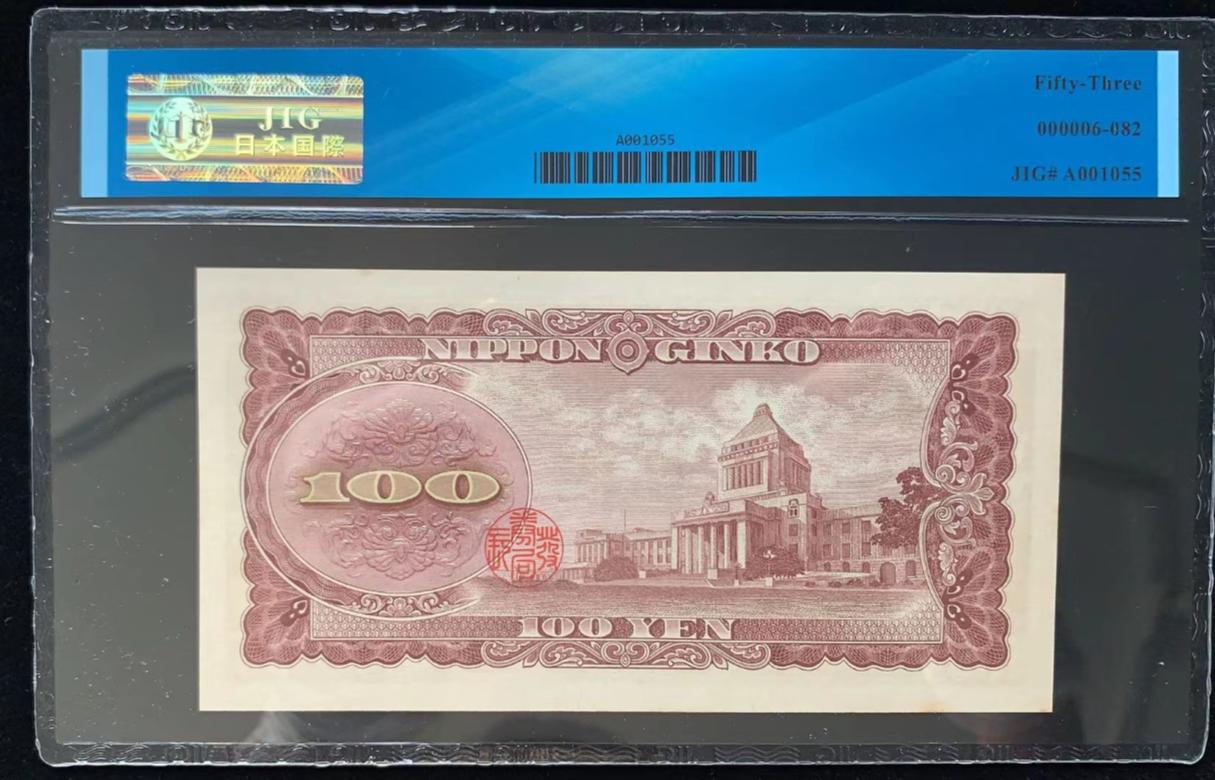 JIG
日本国際
A001055
Fifty-Three
000006-082
JIG# A001055
NIPPON GINKO
100
100 YEN